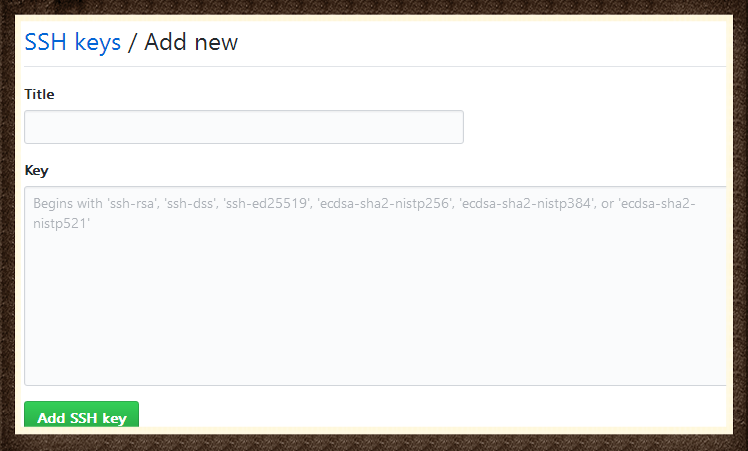 SSH keys / Add new
Title
Key
Begins with 'ssh-rsa', 'ssh-dss', 'ssh-ed25519', 'ecdsa-sha2-nistp256', 'ecdsa-sha2-nistp384', or 'ecdsa-sha2-
nistp521'
Add SSH key